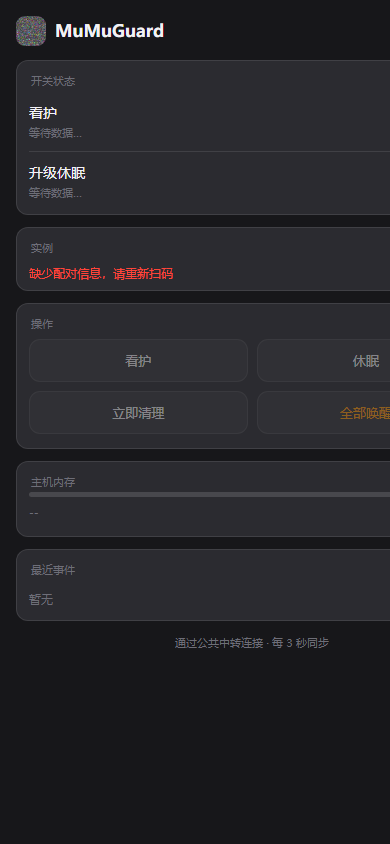 MuMuGuard
开关状态
看护
等待数据...
升级休眠
等待数据...
实例
缺少配对信息，请重新扫码
操作
看护
休眠
立即清理
全部唤醒
主机内存
--
最近事件
暂无
通过公共中转连接 · 每 3 秒同步